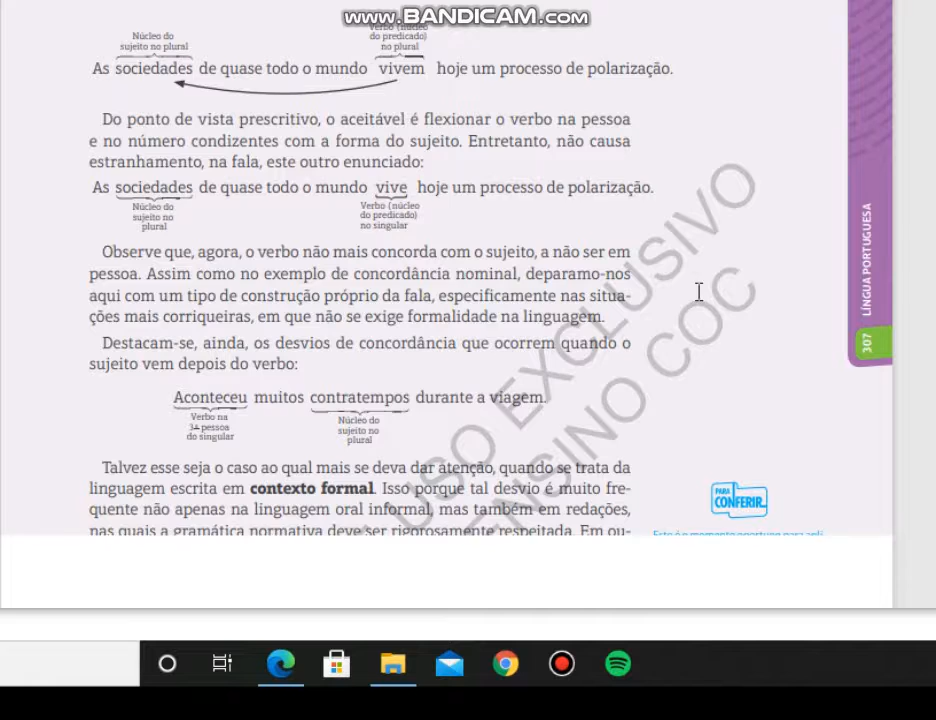 www.BANDICAM.com
Núcleo do
sujeito no plural
Verbo (núcleo
do predicado)
no plural
As sociedades de quase todo o mundo vivem hoje um processo de polarização.
Do ponto de vista prescritivo, o aceitável é flexionar o verbo na pessoa
e no número condizentes com a forma do sujeito. Entretanto, não causa
estranhamento, na fala, este outro enunciado:
As sociedades de quase todo o mundo vive hoje um processo de polarização.
Núcleo do
sujeito no
plural
Verbo (núcleo
do predicado)
no singular
Observe que, agora, o verbo não mais concorda com o sujeito, a não ser em
pessoa. Assim como no exemplo de concordância nominal, deparamo-nos
aqui com um tipo de construção próprio da fala, especificamente nas situa-
ções mais corriqueiras, em que não se exige formalidade na linguagem.
Destacam-se, ainda, os desvios de concordância que ocorrem quando o
sujeito vem depois do verbo:
Aconteceu muitos contratempos durante a viagem.
Verbo na
3ª pessoa
do singular
Núcleo do
sujeito no
plural
Talvez esse seja o caso ao qual mais se deva dar atenção, quando se trata da
linguagem escrita em contexto formal. Isso porque tal desvio é muito fre-
quente não apenas na linguagem oral informal, mas também em redações,
nas quais a gramática normativa deve ser rigorosamente respeitada. Em ou-
PARA
CONFERIR
Este é o momento oportuno para apli-
LÍNGUA PORTUGUESA
307
USO EXCLUSIVO
ENSINO COC